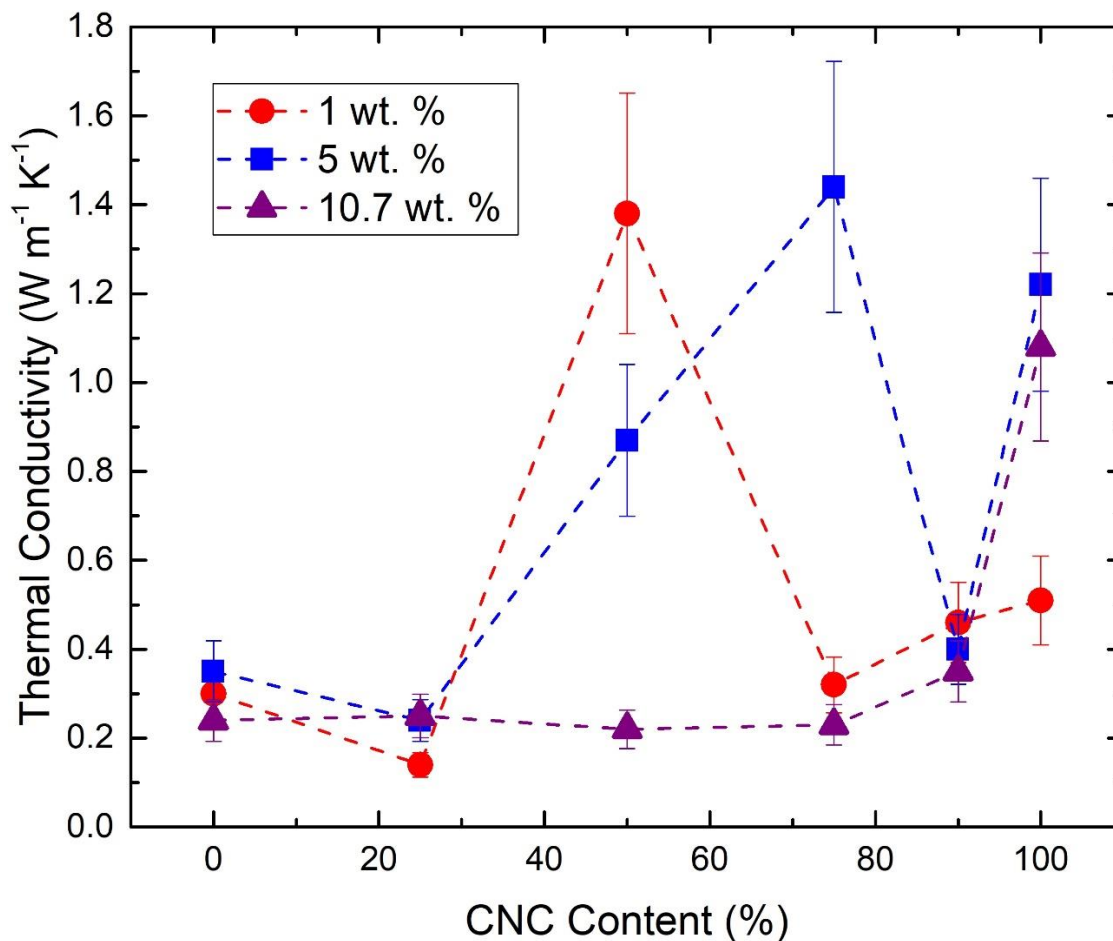 1.8
1.6
1.4
1.2
1.0
0.8
0.6
0.4
0.2
0.0
Thermal Conductivity (W m⁻¹ K⁻¹)
1 wt. %
5 wt. %
10.7 wt. %
0 20 40 60 80 100
CNC Content (%)